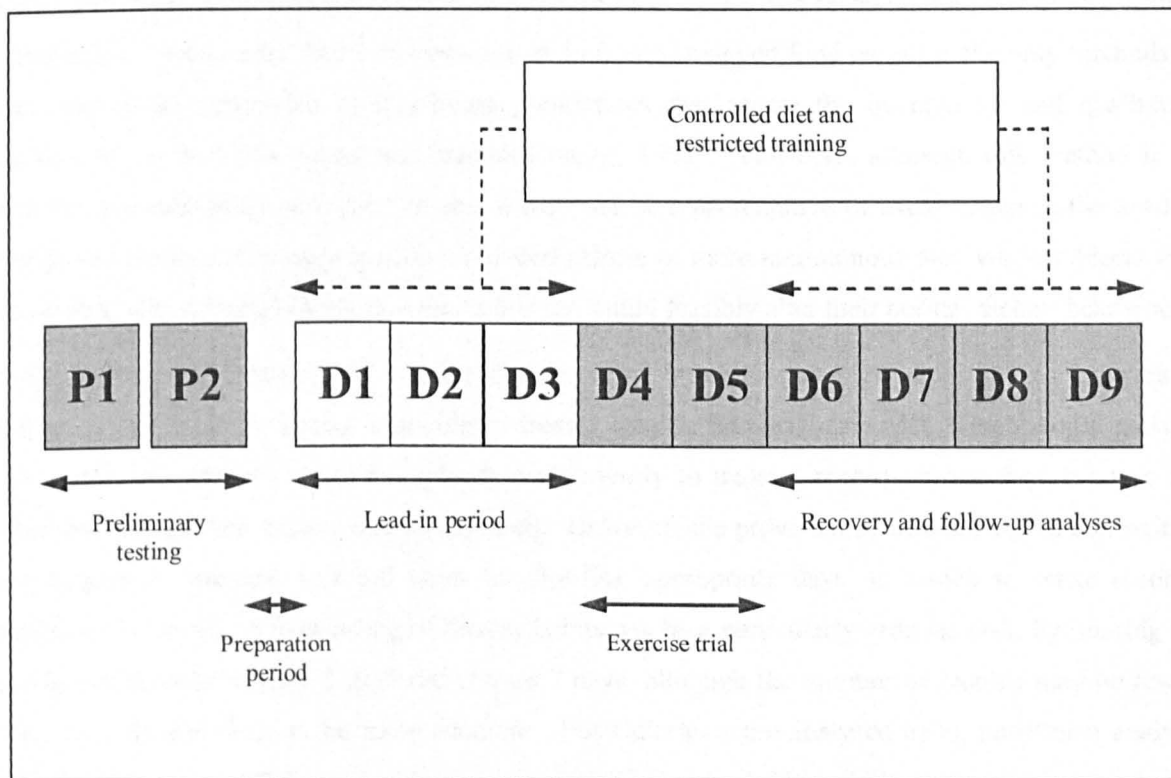 Controlled diet and
restricted training
P1 P2 D1 D2 D3 D4 D5 D6 D7 D8 D9
Preliminary
testing
Lead-in period
Recovery and follow-up analyses
Preparation
period
Exercise trial